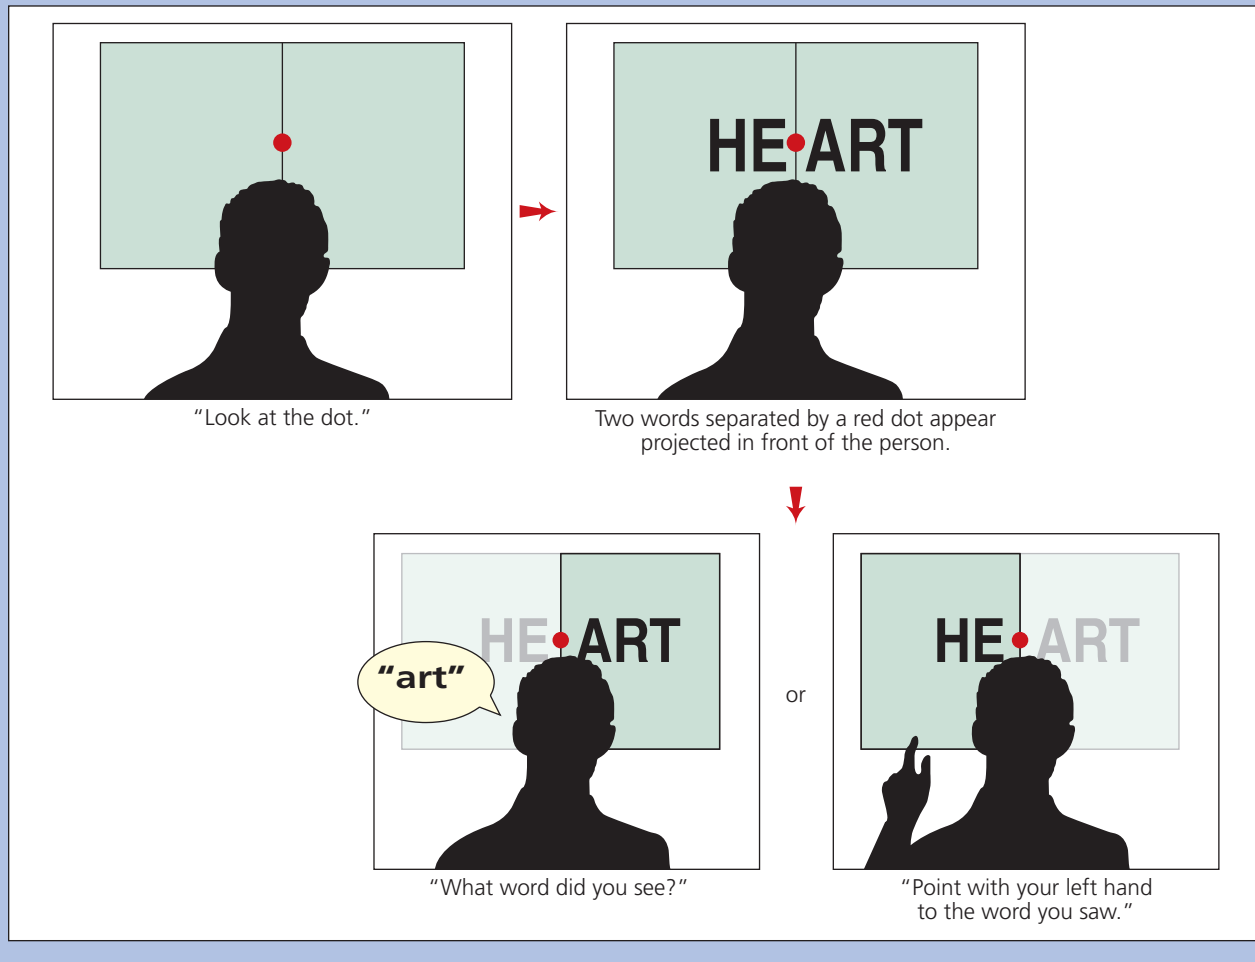 HE ART
"Look at the dot."
Two words separated by a red dot appear
projected in front of the person.
HE ART
"art"
"What word did you see?"
or
HE ART
"Point with your left hand
to the word you saw."